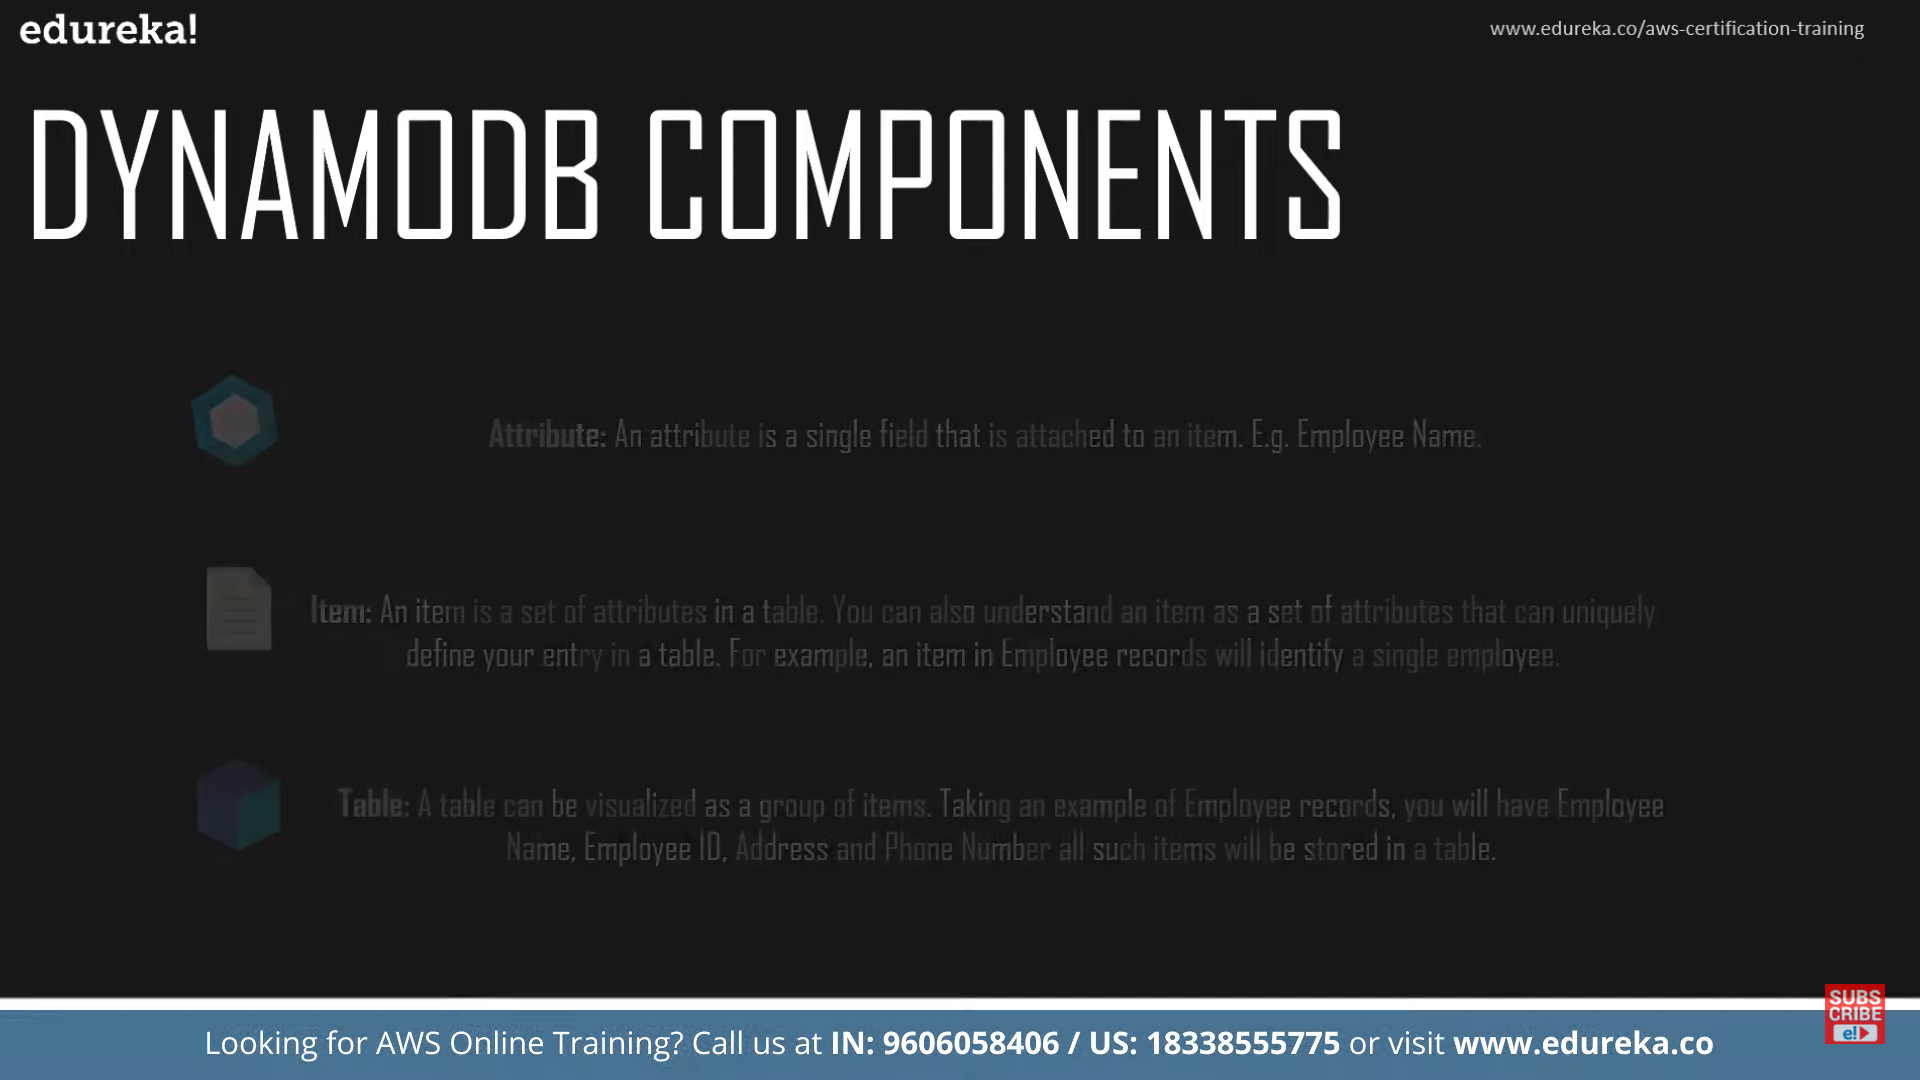 edureka!
www.edureka.co/aws-certification-training
DYNAMODB COMPONENTS
Attribute: An attribute is a single field that is attached to an item. E.g. Employee Name.
Item: An item is a set of attributes in a table. You can also understand an item as a set of attributes that can uniquely
define your entry in a table. For example, an item in Employee records will identify a single employee.
Table: A table can be visualized as a group of items. Taking an example of Employee records, you will have Employee
Name, Employee ID, Address and Phone Number all such items will be stored in a table.
SUBS
CRIBE
e!
Looking for AWS Online Training? Call us at IN: 9606058406 / US: 18338555775 or visit www.edureka.co